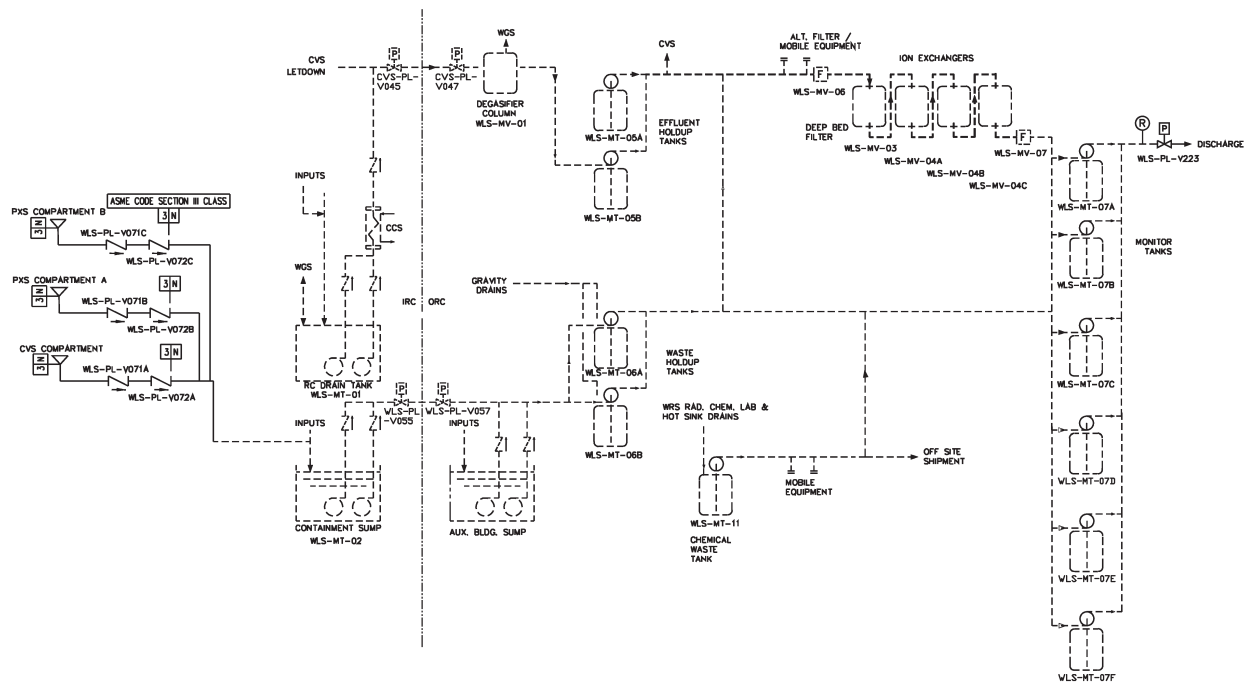 CVS
LETDOWN
P
CVS-PL-
V045
P
CVS-PL-
V047
WGS
DEGASIFIER
COLUMN
WLS-MV-01
CVS
WLS-MT-05A
EFFLUENT
HOLDUP
TANKS
WLS-MT-05B
ALT. FILTER /
MOBILE EQUIPMENT
F
WLS-MV-06
ION EXCHANGERS
DEEP BED
FILTER
WLS-MV-03
WLS-MV-04A
WLS-MV-04B
WLS-MV-04C
F
WLS-MV-07
R
P
DISCHARGE
WLS-PL-V223
WLS-MT-07A
MONITOR
TANKS
WLS-MT-07B
WLS-MT-07C
WLS-MT-07D
WLS-MT-07E
WLS-MT-07F
INPUTS
CCS
WGS
IRC
ORC
RC DRAIN TANK
WLS-MT-01
ASME CODE SECTION III CLASS
3 N
PXS COMPARTMENT B
3 N
WLS-PL-V071C
WLS-PL-V072C
PXS COMPARTMENT A
3 N
3 N
WLS-PL-V071B
WLS-PL-V072B
CVS COMPARTMENT
3 N
3 N
WLS-PL-V071A
WLS-PL-V072A
GRAVITY
DRAINS
WLS-MT-06A
WASTE
HOLDUP
TANKS
WLS-MT-06B
P
WLS-PL
-V055
P
WLS-PL-V057
INPUTS
INPUTS
CONTAINMENT SUMP
WLS-MT-02
AUX. BLDG. SUMP
WRS RAD. CHEM. LAB &
HOT SINK DRAINS
OFF SITE
SHIPMENT
MOBILE
EQUIPMENT
WLS-MT-11
CHEMICAL
WASTE
TANK